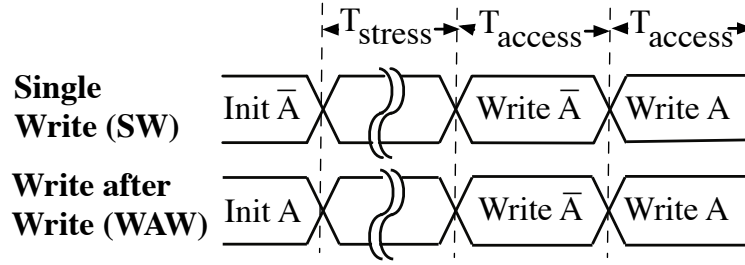 T_stress T_access T_access
Single
Write (SW)
Init A̅ Write A̅ Write A
Write after
Write (WAW)
Init A Write A̅ Write A